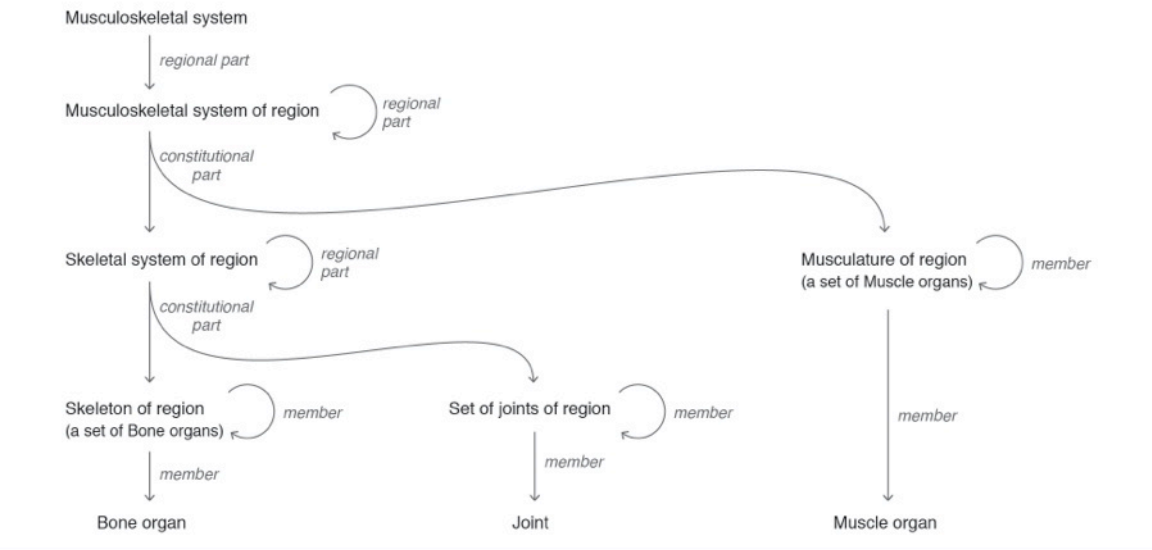 Musculoskeletal system
regional part
Musculoskeletal system of region
regional
part
constitutional
part
Skeletal system of region
regional
part
Musculature of region
(a set of Muscle organs)
member
constitutional
part
Skeleton of region
(a set of Bone organs)
member
Set of joints of region
member
member
member
member
Bone organ
Joint
Muscle organ